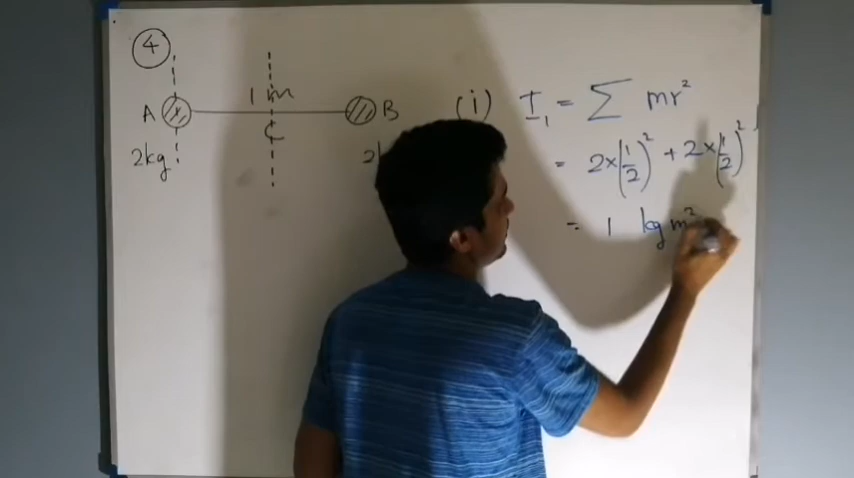 4
1 m
A B
C
2kg
(i) I₁ = ∑ mr²
= 2×(1/2)² + 2×(1/2)²
= 1 kg m²